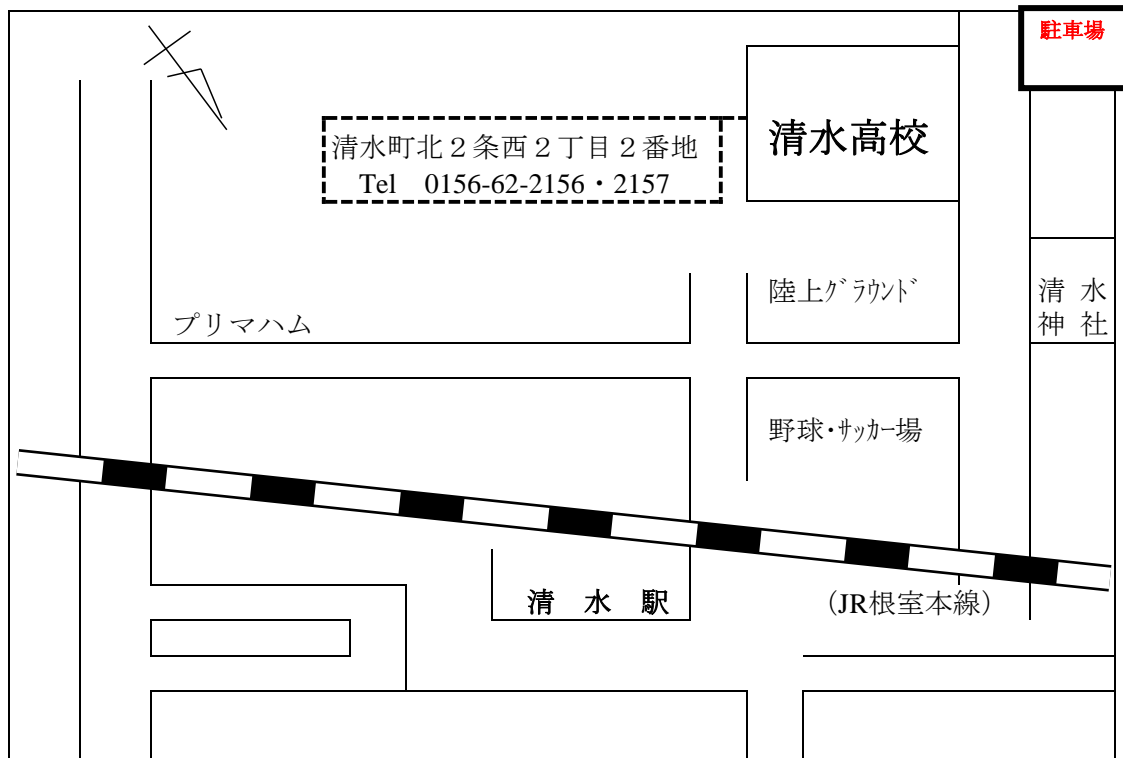 駐車場
清水高校
清水町北２条西２丁目２番地
Tel　0156-62-2156・2157
陸上ｸﾞﾗｳﾝﾄﾞ
清 水
神 社
プリマハム
野球･ｻｯｶｰ場
清　水　駅
（JR根室本線）